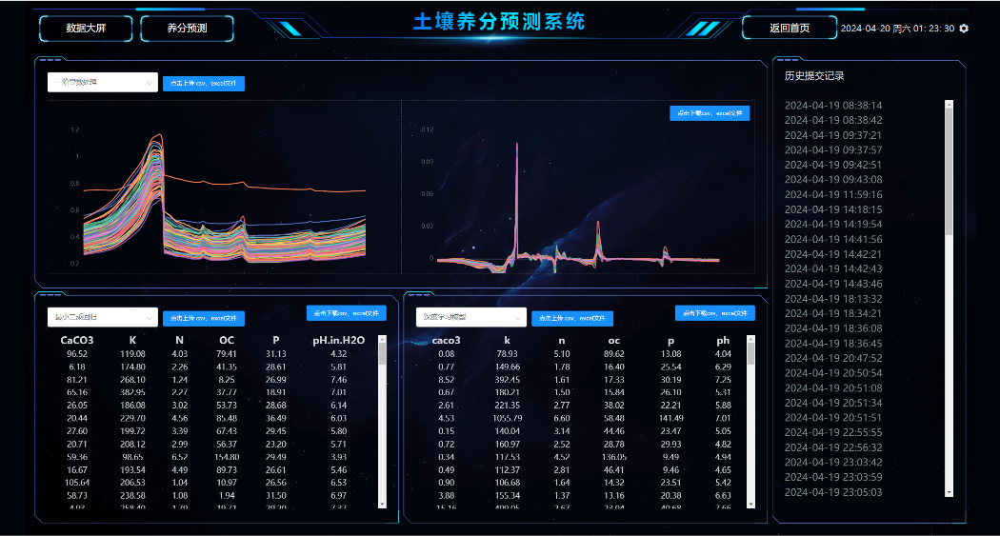 土壤养分预测系统
数据大屏 养分预测 返回首页 2024-04-20 周六 01: 23: 30
一阶导数处理 点击上传 csv、excel文件
点击下载csv、excel文件
1.2
1
0.8
0.6
0.4
0.2
0.12
0.09
0.06
0.03
0
最小二乘回归 点击上传 csv、excel文件 点击下载csv、excel文件
CaCO3 K N OC P pH.in.H2O
96.52 119.08 4.03 79.41 31.13 4.32
6.18 174.80 2.26 41.35 28.61 5.81
81.21 268.10 1.24 8.25 26.99 7.46
65.16 382.95 2.27 37.77 18.91 7.01
26.05 186.08 3.02 53.73 28.68 6.14
20.44 229.70 4.56 85.48 36.49 6.03
27.60 199.72 3.39 67.43 29.45 5.80
20.71 208.12 2.99 56.37 23.20 5.71
59.36 98.65 6.52 154.80 29.49 3.93
16.67 193.54 4.49 89.73 26.61 5.46
105.64 206.53 1.04 10.97 26.56 6.53
58.73 238.58 1.08 1.94 31.50 6.97
深度学习模型 点击上传 csv、excel文件 点击下载csv、excel文件
caco3 k n oc p ph
0.08 78.93 5.10 89.62 13.08 4.04
0.77 149.66 1.78 16.40 25.54 6.29
8.52 392.45 1.61 17.33 30.19 7.25
0.67 180.21 1.50 15.84 26.10 5.31
2.61 221.35 2.77 38.02 22.21 5.88
4.53 1055.79 6.60 58.48 141.49 7.01
0.15 140.04 3.14 44.46 23.47 5.05
0.72 160.97 2.52 28.78 29.93 4.82
0.34 117.53 4.52 136.05 9.49 4.94
0.49 112.37 2.81 46.41 9.46 4.65
0.90 106.68 1.64 14.32 23.51 5.42
3.88 155.34 1.37 13.16 20.38 6.63
历史提交记录
2024-04-19 08:38:14
2024-04-19 08:38:42
2024-04-19 09:37:21
2024-04-19 09:37:57
2024-04-19 09:42:51
2024-04-19 09:43:08
2024-04-19 11:59:16
2024-04-19 14:18:15
2024-04-19 14:19:54
2024-04-19 14:41:56
2024-04-19 14:42:21
2024-04-19 14:42:43
2024-04-19 14:43:46
2024-04-19 18:13:32
2024-04-19 18:34:21
2024-04-19 18:36:08
2024-04-19 18:36:45
2024-04-19 20:47:52
2024-04-19 20:50:54
2024-04-19 20:51:08
2024-04-19 20:51:34
2024-04-19 20:51:51
2024-04-19 22:55:55
2024-04-19 22:56:32
2024-04-19 23:03:42
2024-04-19 23:03:59
2024-04-19 23:05:03